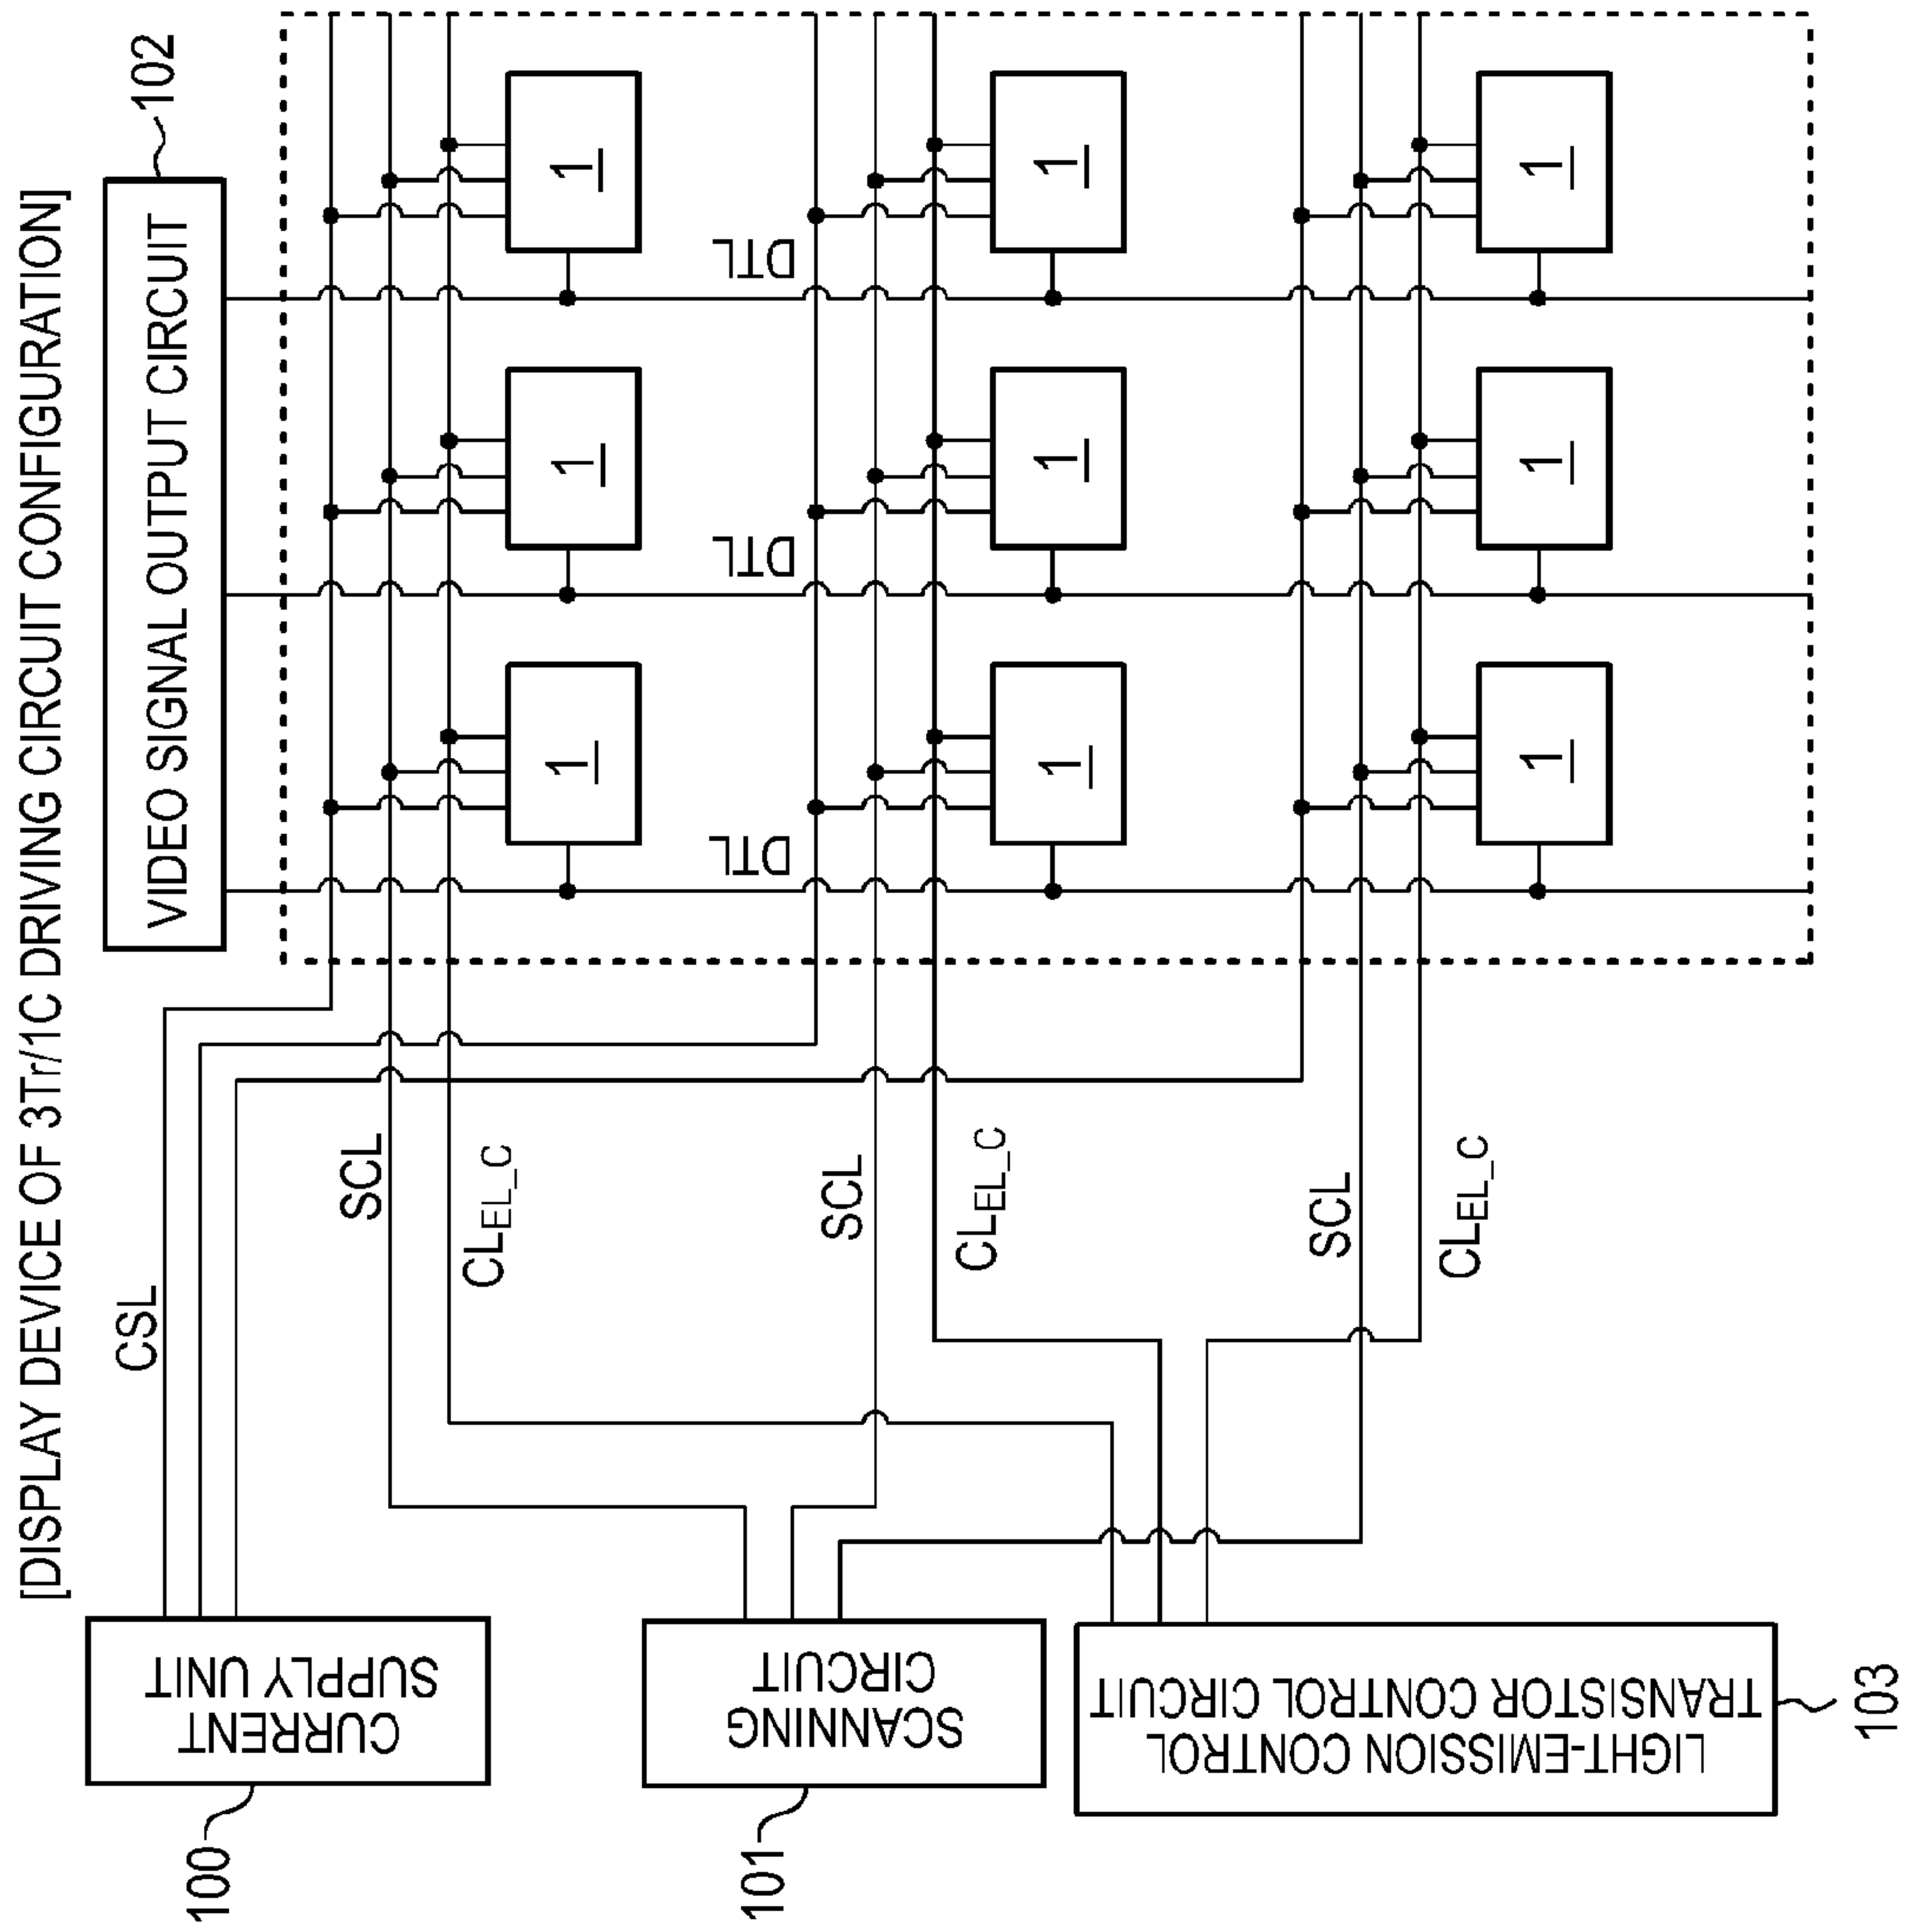 [DISPLAY DEVICE OF 3Tr/1C DRIVING CIRCUIT CONFIGURATION]
100
CURRENT
SUPPLY UNIT
CSL
VIDEO SIGNAL OUTPUT CIRCUIT
102
SCL
CLEL_C
1
1
1
DTL
DTL
DTL
101
SCANNING
CIRCUIT
SCL
CLEL_C
1
1
1
LIGHT-EMISSION CONTROL
TRANSISTOR CONTROL CIRCUIT
103
SCL
CLEL_C
1
1
1